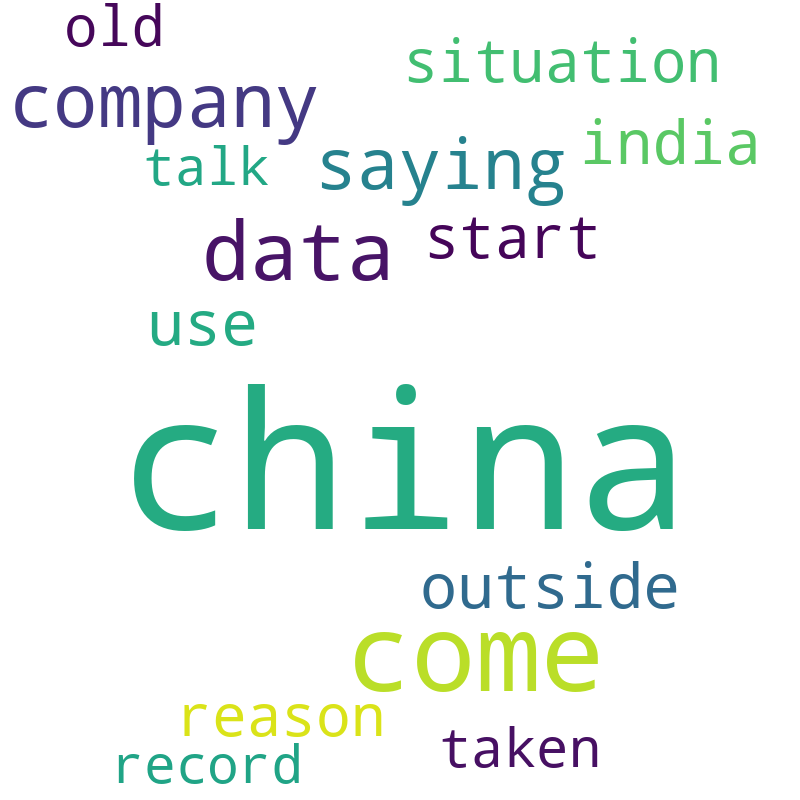 old
situation
company
india
talk
saying
data
start
use
china
outside
come
reason
taken
record